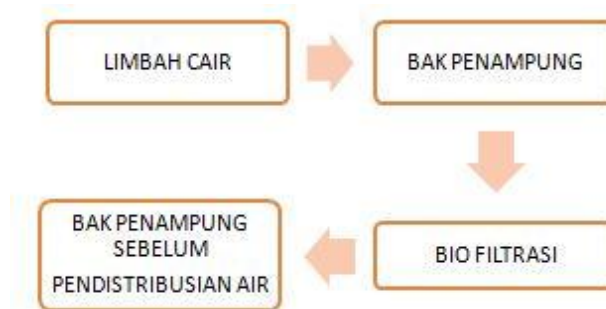 LIMBAH CAIR
BAK PENAMPUNG
BIO FILTRASI
BAK PENAMPUNG
SEBELUM
PENDISTRIBUSIAN AIR